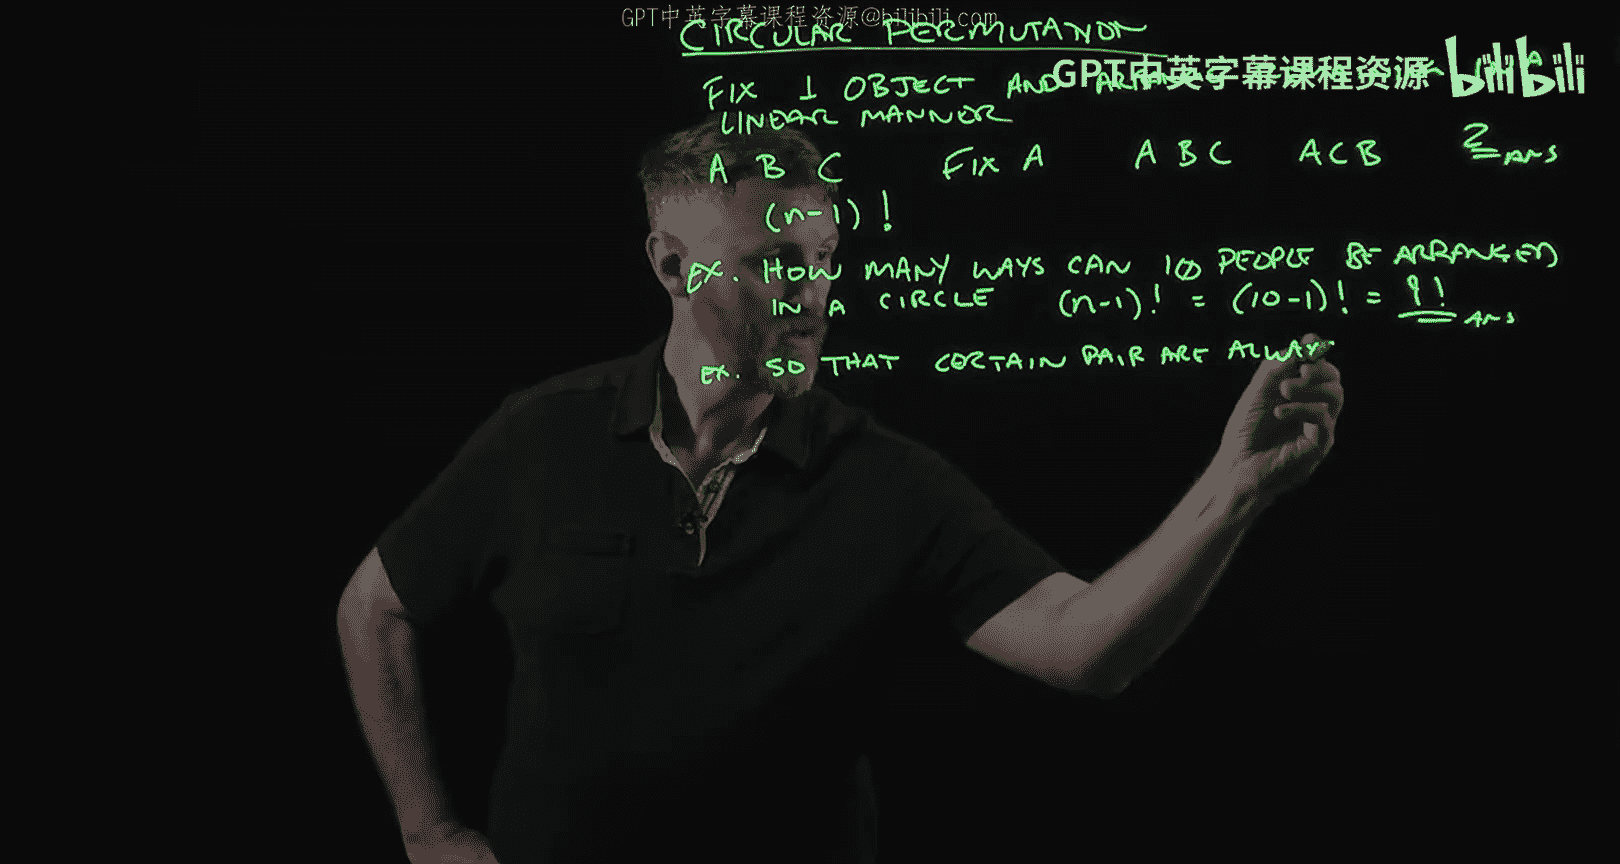 GPT中英字幕课程资源@bilibili.com
CIRCULAR PERMUTATION
GPT中英字幕课程资源 bilibili
FIX 1 OBJECT AND
LINEAR MANNER
A B C FIX A A B C A C B 2 ANS
(n-1)!
EX. HOW MANY WAYS CAN 10 PEOPLE BE ARRANGED
IN A CIRCLE (n-1)! = (10-1)! = 9! ANS
EX. SO THAT CERTAIN PAIR ARE ALWAY